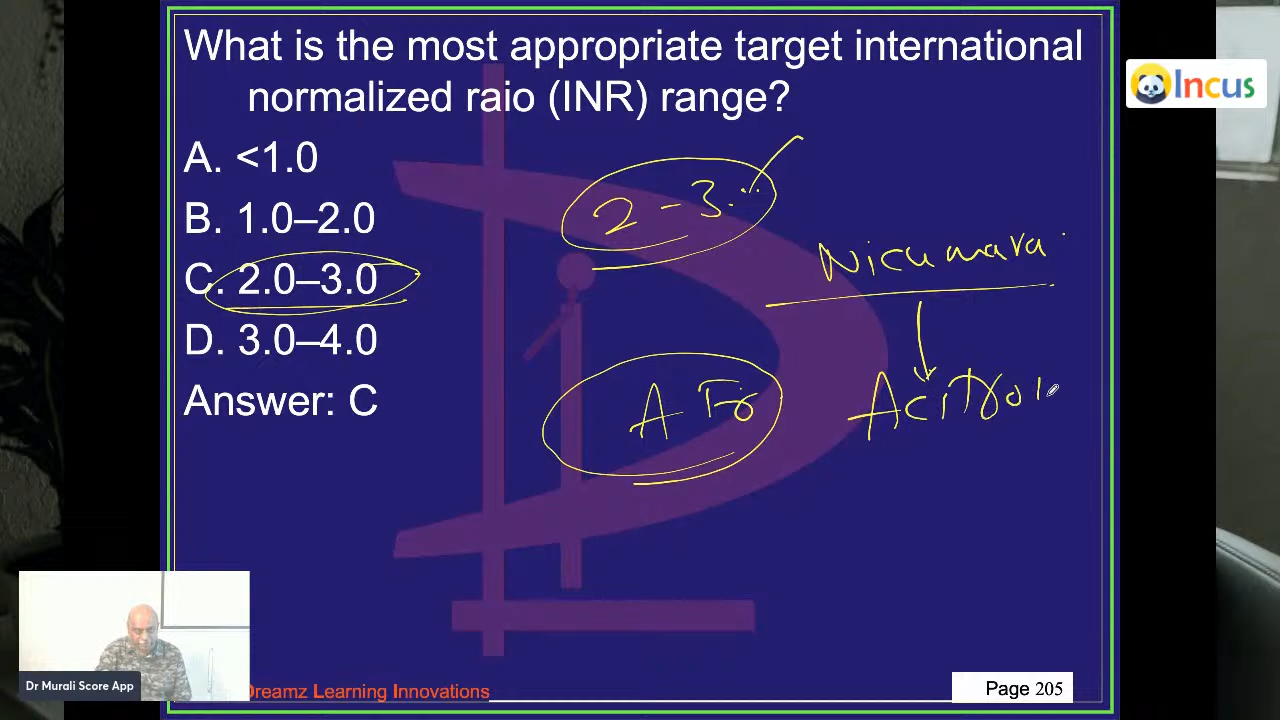 What is the most appropriate target international
normalized raio (INR) range?
Incus
A. <1.0
B. 1.0–2.0
2 – 3.
C. 2.0–3.0
Nicumara
D. 3.0–4.0
A Fib
Acitro
Answer: C
Dr Murali Score App
Dreamz Learning Innovations
Page 205